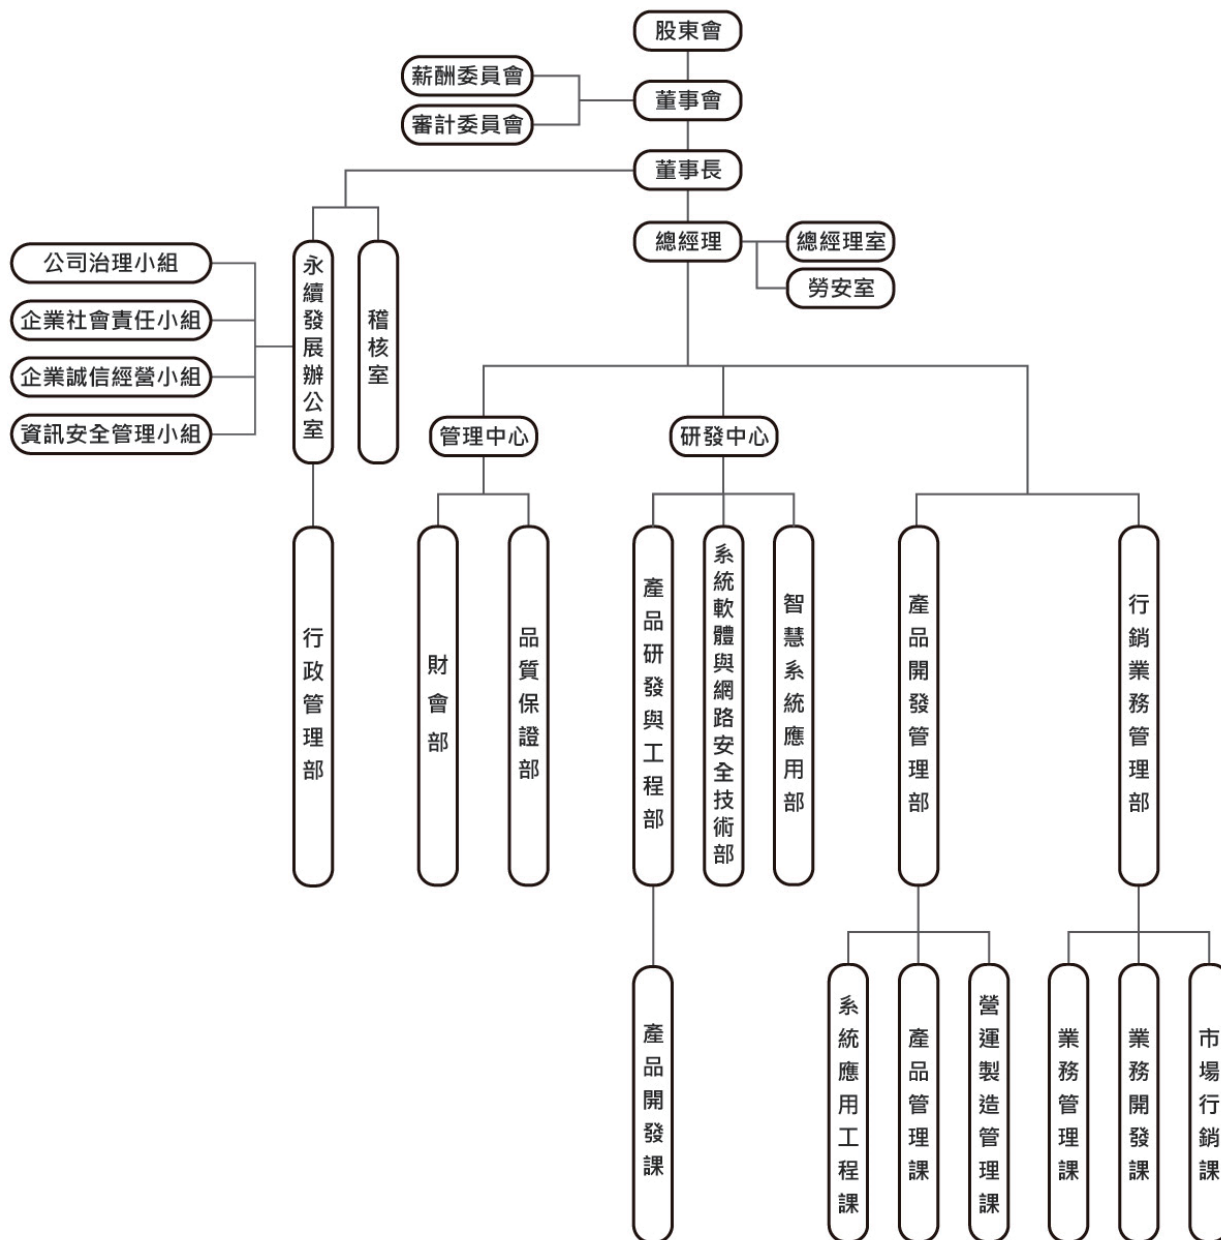 股東會
薪酬委員會
董事會
審計委員會
董事長
總經理
總經理室
勞安室
公司治理小組
企業社會責任小組
企業誠信經營小組
資訊安全管理小組
永續發展辦公室
稽核室
管理中心
研發中心
行政管理部
財會部
品質保證部
產品研發與工程部
系統軟體與網路安全技術部
智慧系統應用部
產品開發管理部
行銷業務管理部
產品開發課
系統應用工程課
產品管理課
營運製造管理課
業務管理課
業務開發課
市場行銷課